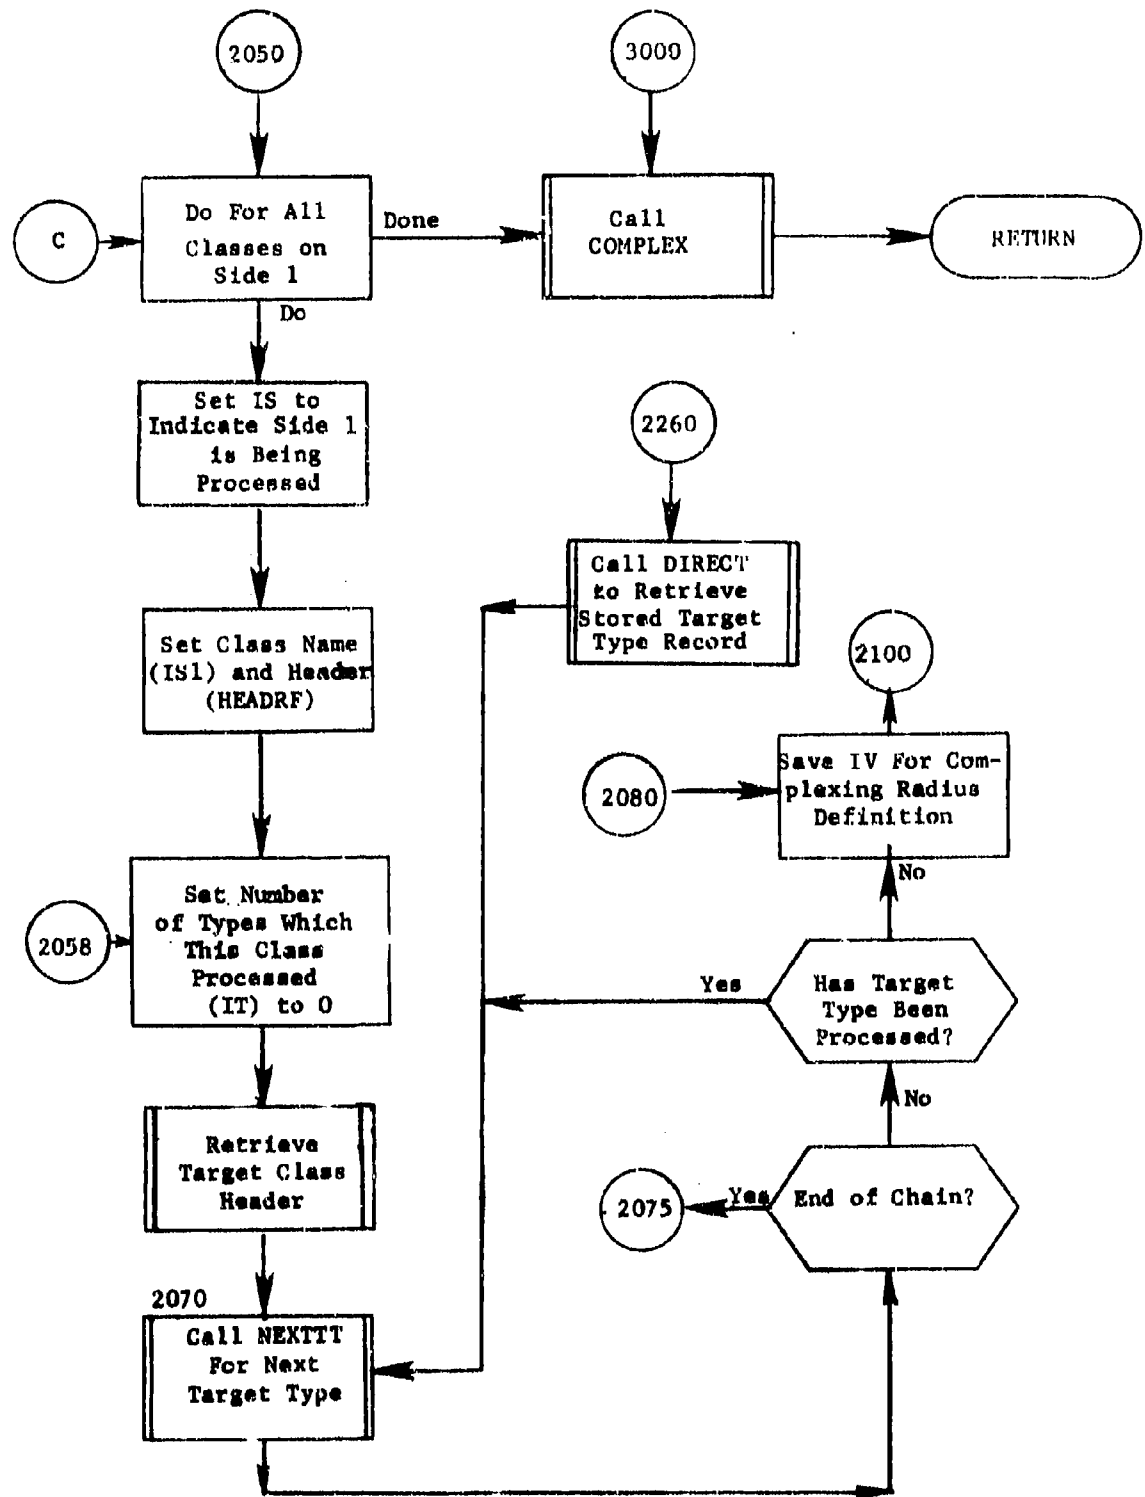 2050
3000
C
Do For All
Classes on
Side 1
Done
Call
COMPLEX
RETURN
Do
Set IS to
Indicate Side 1
is Being
Processed
2260
Call DIRECT
to Retrieve
Stored Target
Type Record
Set Class Name
(IS1) and Header
(HEADRF)
2100
2080
Save IV For Com-
plexing Radius
Definition
No
2058
Set Number
of Types Which
This Class
Processed
(IT) to 0
Yes
Has Target
Type Been
Processed?
No
Retrieve
Target Class
Header
2075
Yes
End of Chain?
2070
Call NEXTTT
For Next
Target Type